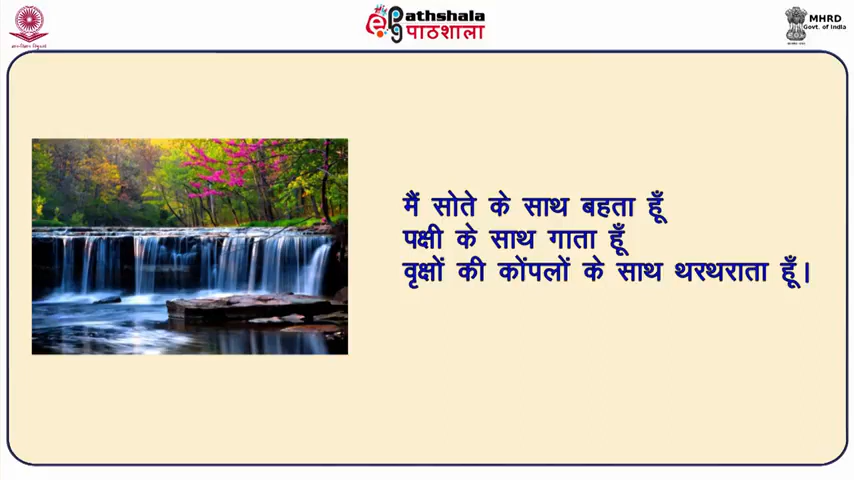 ePathshala
पाठशाला
MHRD
Govt. of India
मैं सोते के साथ बहता हूँ
पक्षी के साथ गाता हूँ
वृक्षों की कोंपलों के साथ थरथराता हूँ।